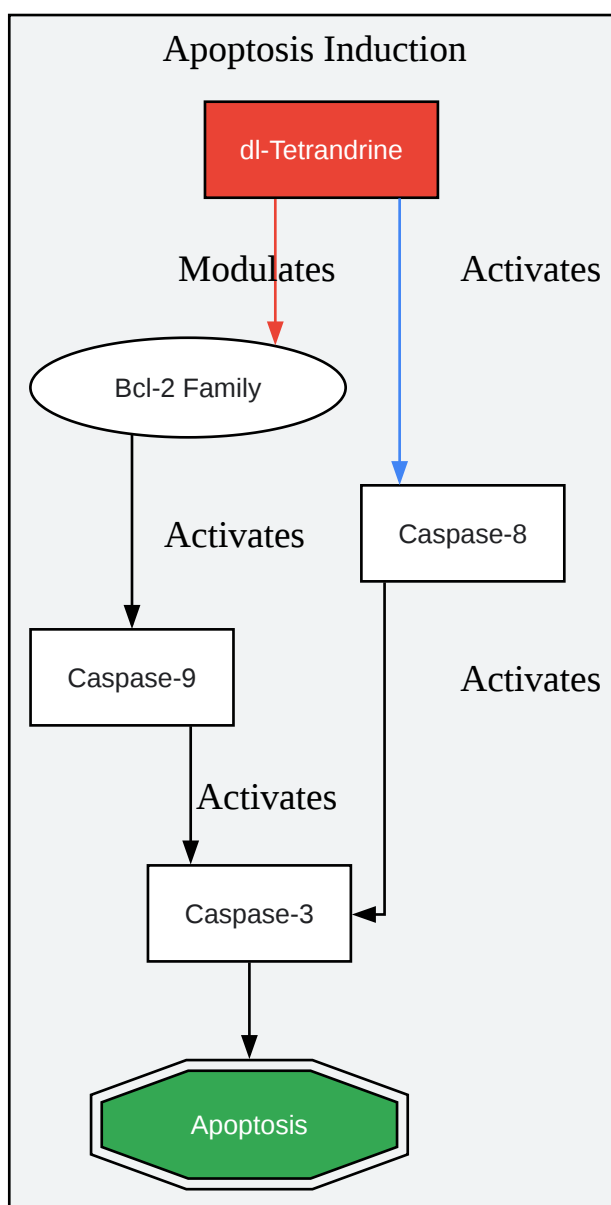 Apoptosis Induction
dl-Tetrandrine
Modulates
Activates
Bcl-2 Family
Activates
Caspase-8
Caspase-9
Activates
Activates
Caspase-3
Apoptosis